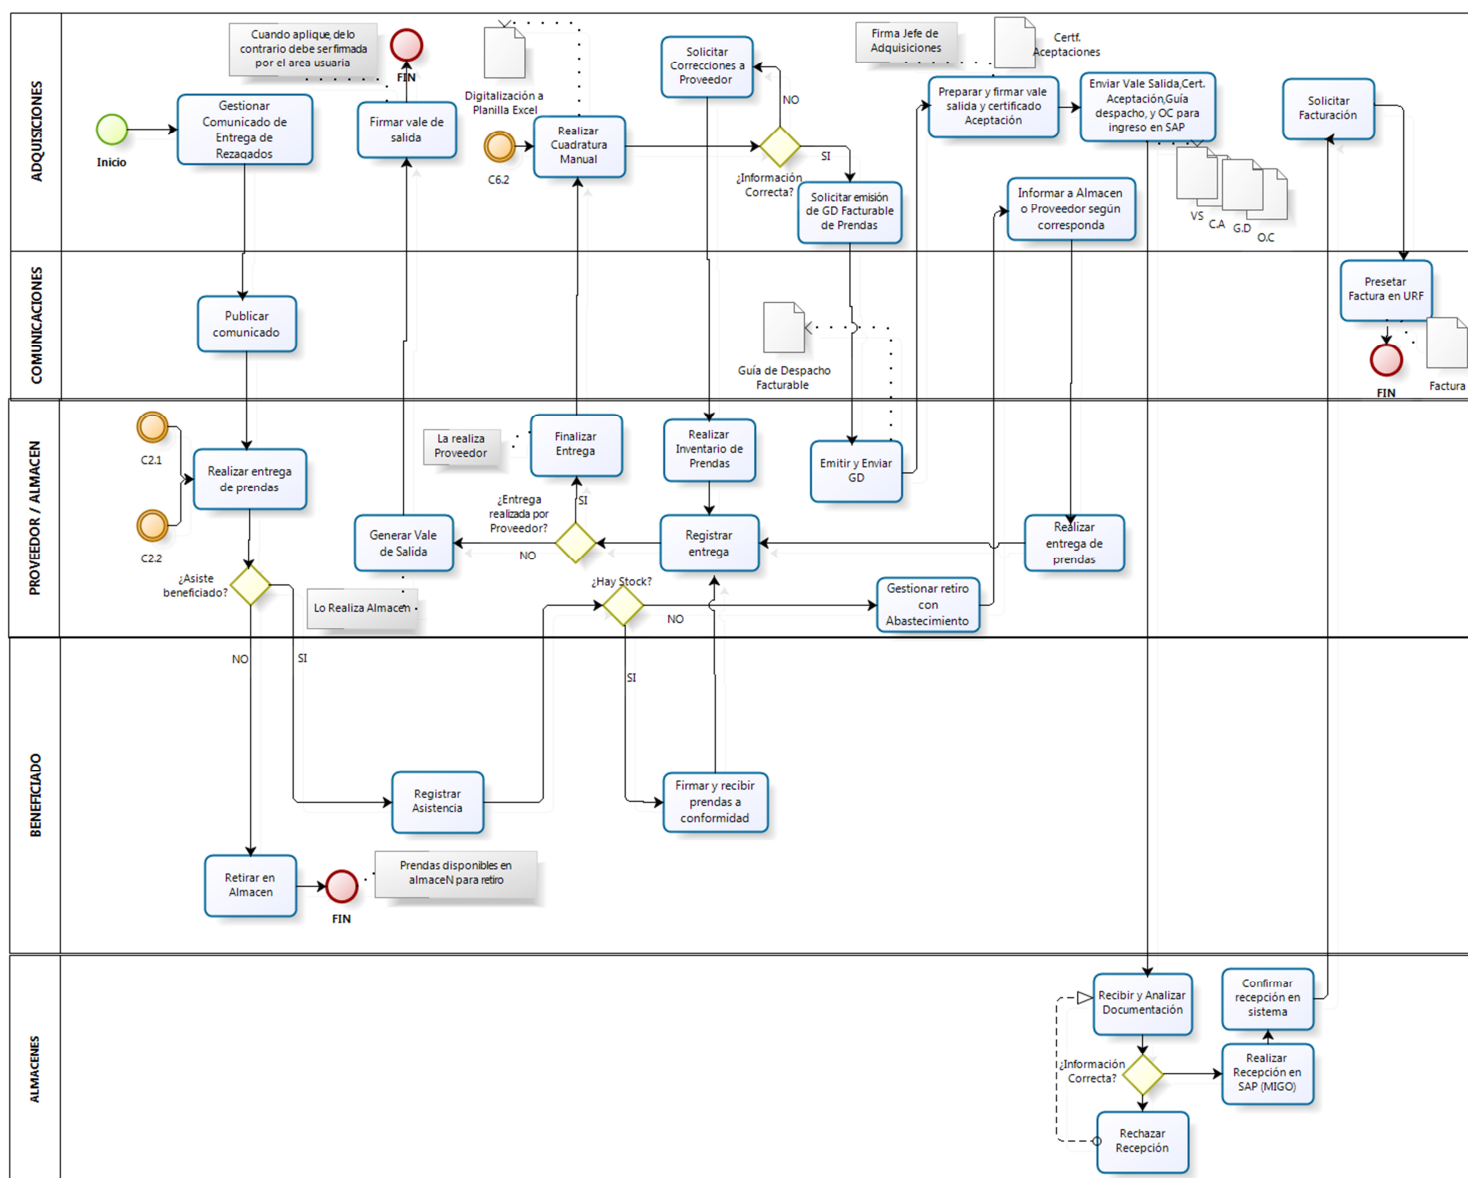 ADQUISICIONES
Cuando aplique, delo
contrario debe ser firmada
por el area usuaria
FIN
Inicio
Gestionar
Comunicado de
Entrega de
Rezagados
Firmar vale de
salida
Digitalización a
Planilla Excel
C6.2
Realizar
Cuadratura
Manual
Solicitar
Correcciones a
Proveedor
NO
¿Información
Correcta?
SI
Solicitar emisión
de GD Facturable
de Prendas
Firma Jefe de
Adquisiciones
Certf.
Aceptaciones
Preparar y firmar vale
salida y certificado
Aceptación
Enviar Vale Salida,Cert.
Aceptación,Guía
despacho, y OC para
ingreso en SAP
VS
C.A
G.D
O.C
Informar a Almacen
o Proveedor según
corresponda
Solicitar
Facturación
COMUNICACIONES
Publicar
comunicado
Guía de Despacho
Facturable
Presetar
Factura en URF
FIN
Factura
PROVEEDOR / ALMACEN
C2.1
C2.2
Realizar entrega
de prendas
¿Asiste
beneficiado?
Generar Vale
de Salida
Lo Realiza Almacen
La realiza
Proveedor
Finalizar
Entrega
¿Entrega
realizada por
Proveedor?
SI
NO
Realizar
Inventario de
Prendas
Registrar
entrega
¿Hay Stock?
NO
Emitir y Enviar
GD
Gestionar retiro
con
Abastecimiento
Realizar
entrega de
prendas
BENEFICIADO
NO
SI
SI
Registrar
Asistencia
Firmar y recibir
prendas a
conformidad
Retirar en
Almacen
FIN
Prendas disponibles en
almaceN para retiro
ALMACENES
Recibir y Analizar
Documentación
¿Información
Correcta?
Rechazar
Recepción
Confirmar
recepción en
sistema
Realizar
Recepción en
SAP (MIGO)